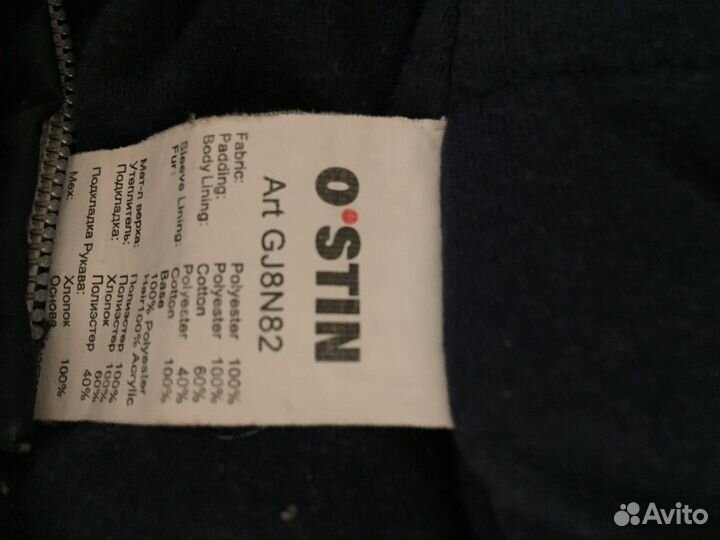 O'STIN
Art GJ8N82
Fabric: Polyester 100%
Padding: Polyester 100%
Body Lining: Cotton 60%
Polyester 40%
Sleeve Lining: Cotton 100%
Fur: Base
100% Polyester
Hair100% Acrylic
Мат-л верха: Полиэстер 100%
Утеплитель: Полиэстер 100%
Подкладка: Хлопок 60%
Полиэстер 40%
Подкладка Рукава: Хлопок 100%
Мех: Основа
Avito